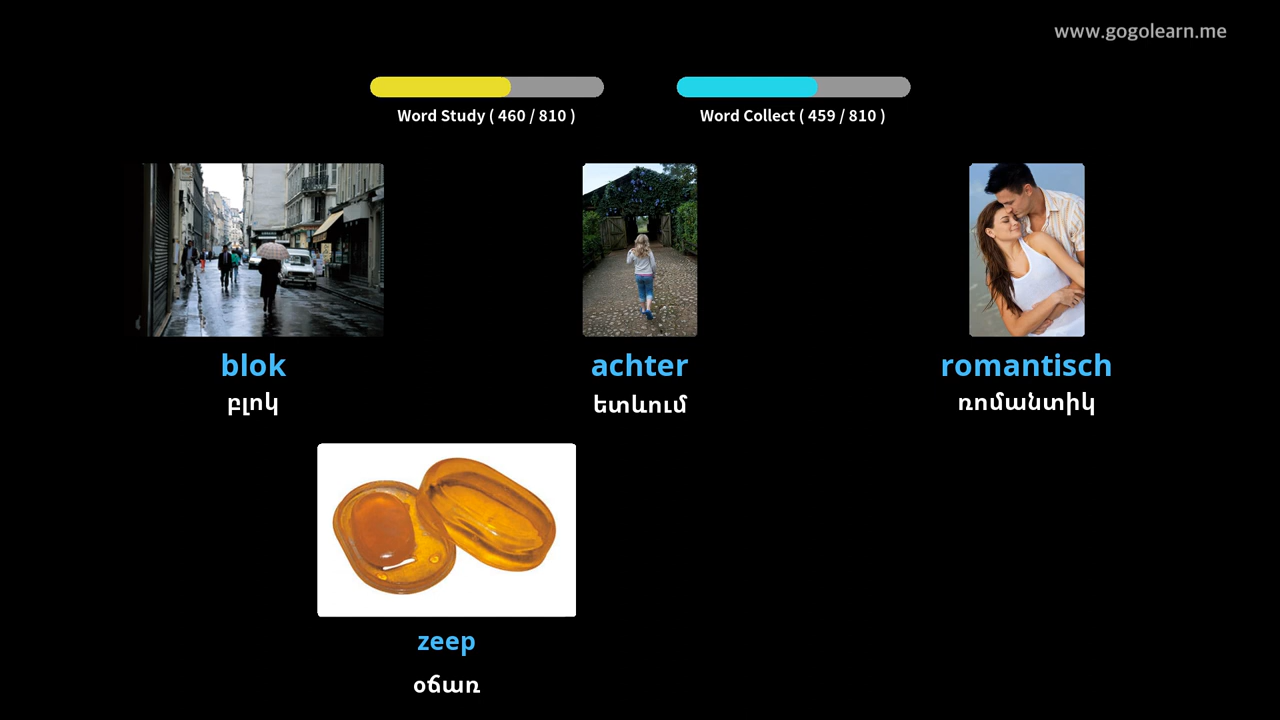 www.gogolearn.me
Word Study ( 460 / 810 )
Word Collect ( 459 / 810 )
blok
achter
romantisch
բլոկ
ետևում
ռոմանտիկ
zeep
օճառ